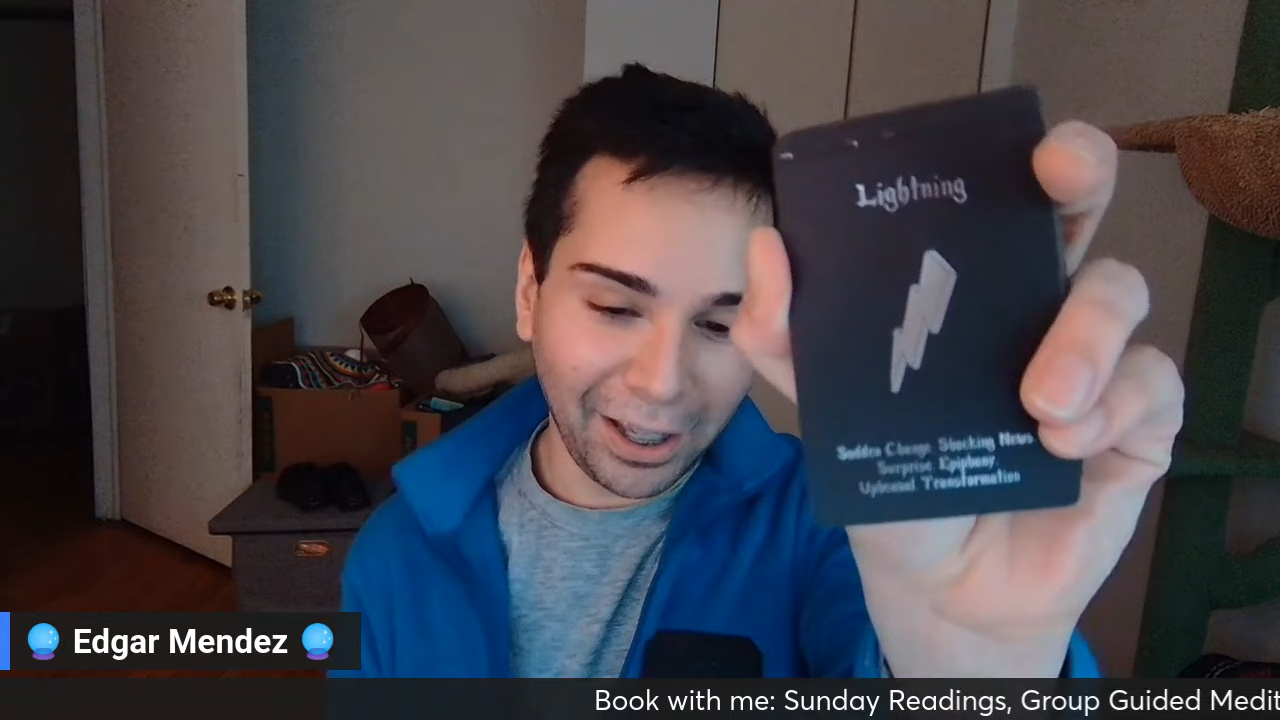 Lightning
Sudden Change Shocking News
Surprise Epiphany
Upheaval Transformation
🔮 Edgar Mendez 🔮
Book with me: Sunday Readings, Group Guided Medit